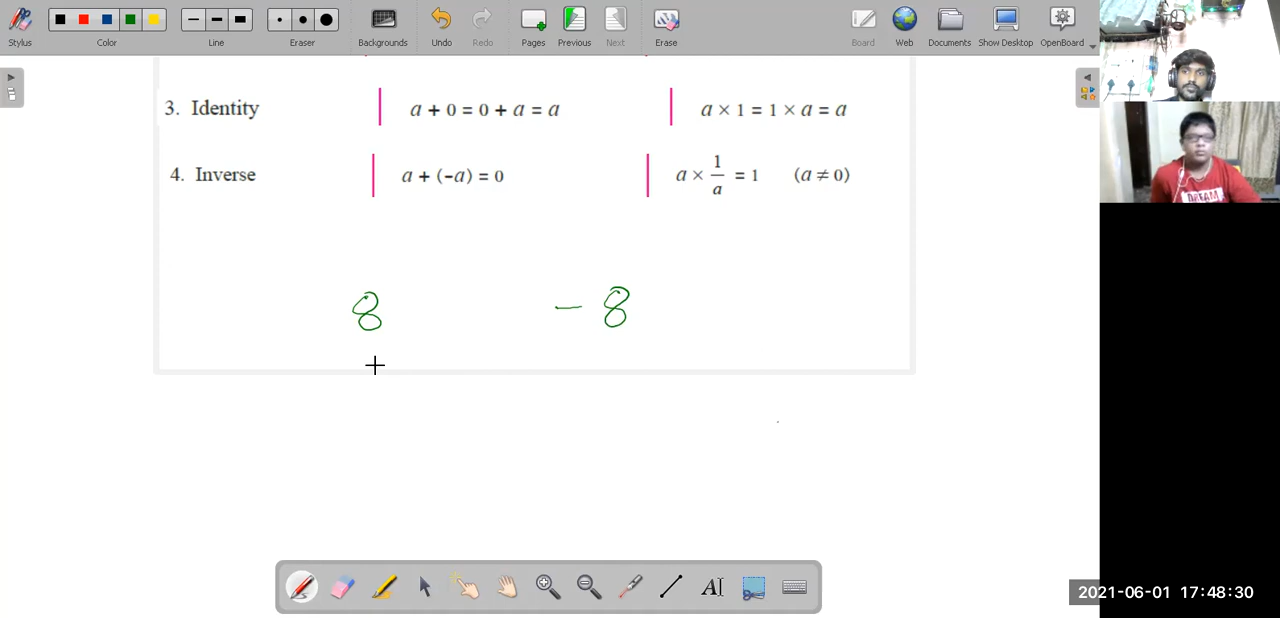 Stylus Color Line Eraser Backgrounds Undo Redo Pages Previous Next Erase Board Web Documents Show Desktop OpenBoard
3. Identity a + 0 = 0 + a = a a × 1 = 1 × a = a
4. Inverse a + (-a) = 0 a × 1/a = 1 (a ≠ 0)
8 - 8
DREAM
2021-06-01 17:48:30